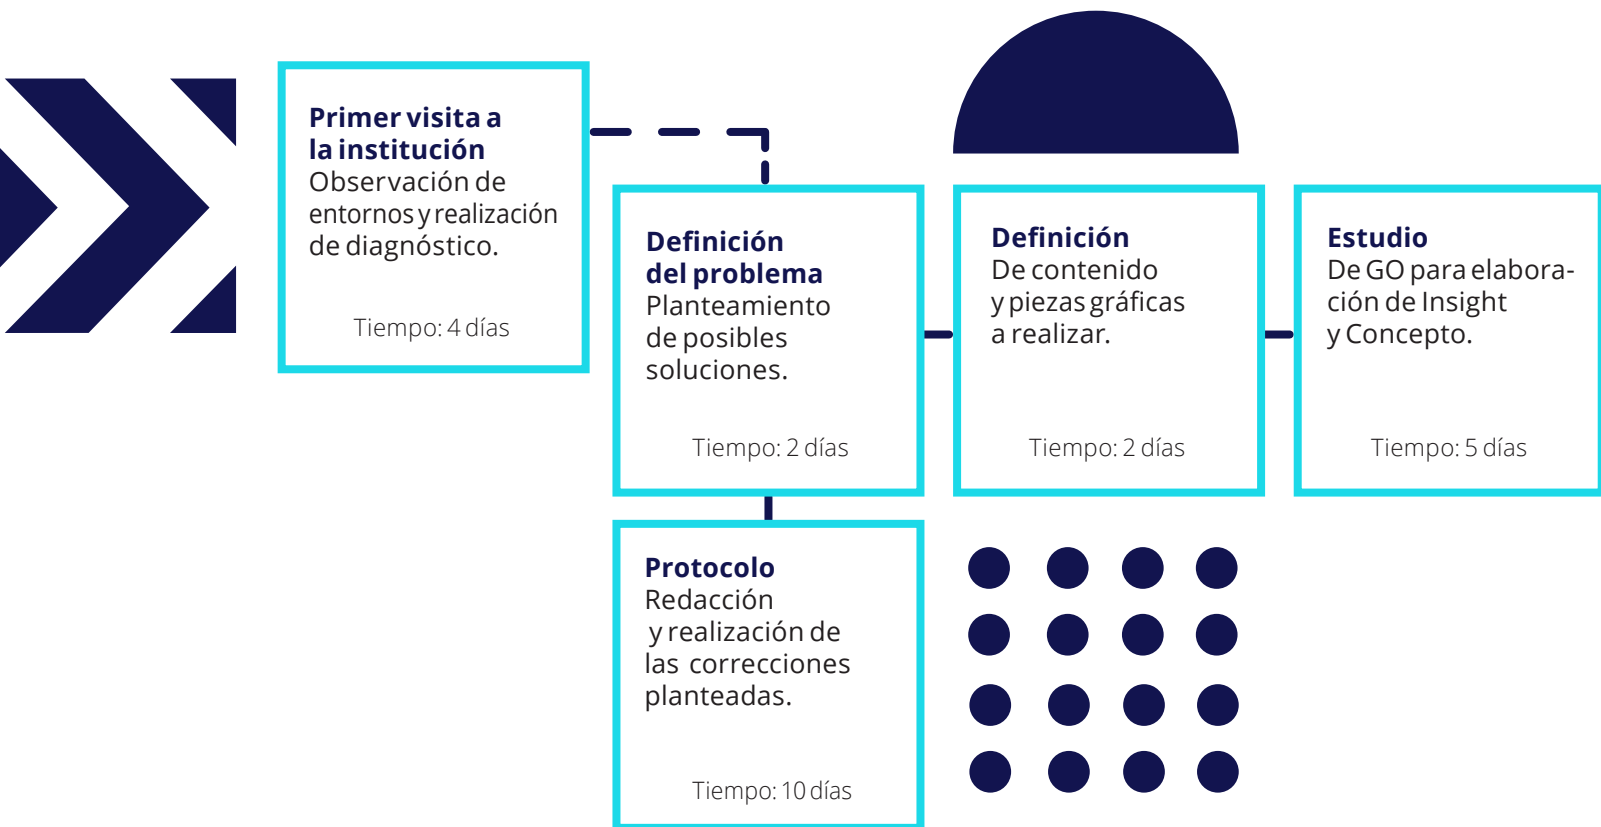 Primer visita a
la institución
Observación de
entornos y realización
de diagnóstico.
Tiempo: 4 días
Definición
del problema
Planteamiento
de posibles
soluciones.
Tiempo: 2 días
Definición
De contenido
y piezas gráficas
a realizar.
Tiempo: 2 días
Estudio
De GO para elabora-
ción de Insight
y Concepto.
Tiempo: 5 días
Protocolo
Redacción
y realización de
las correcciones
planteadas.
Tiempo: 10 días